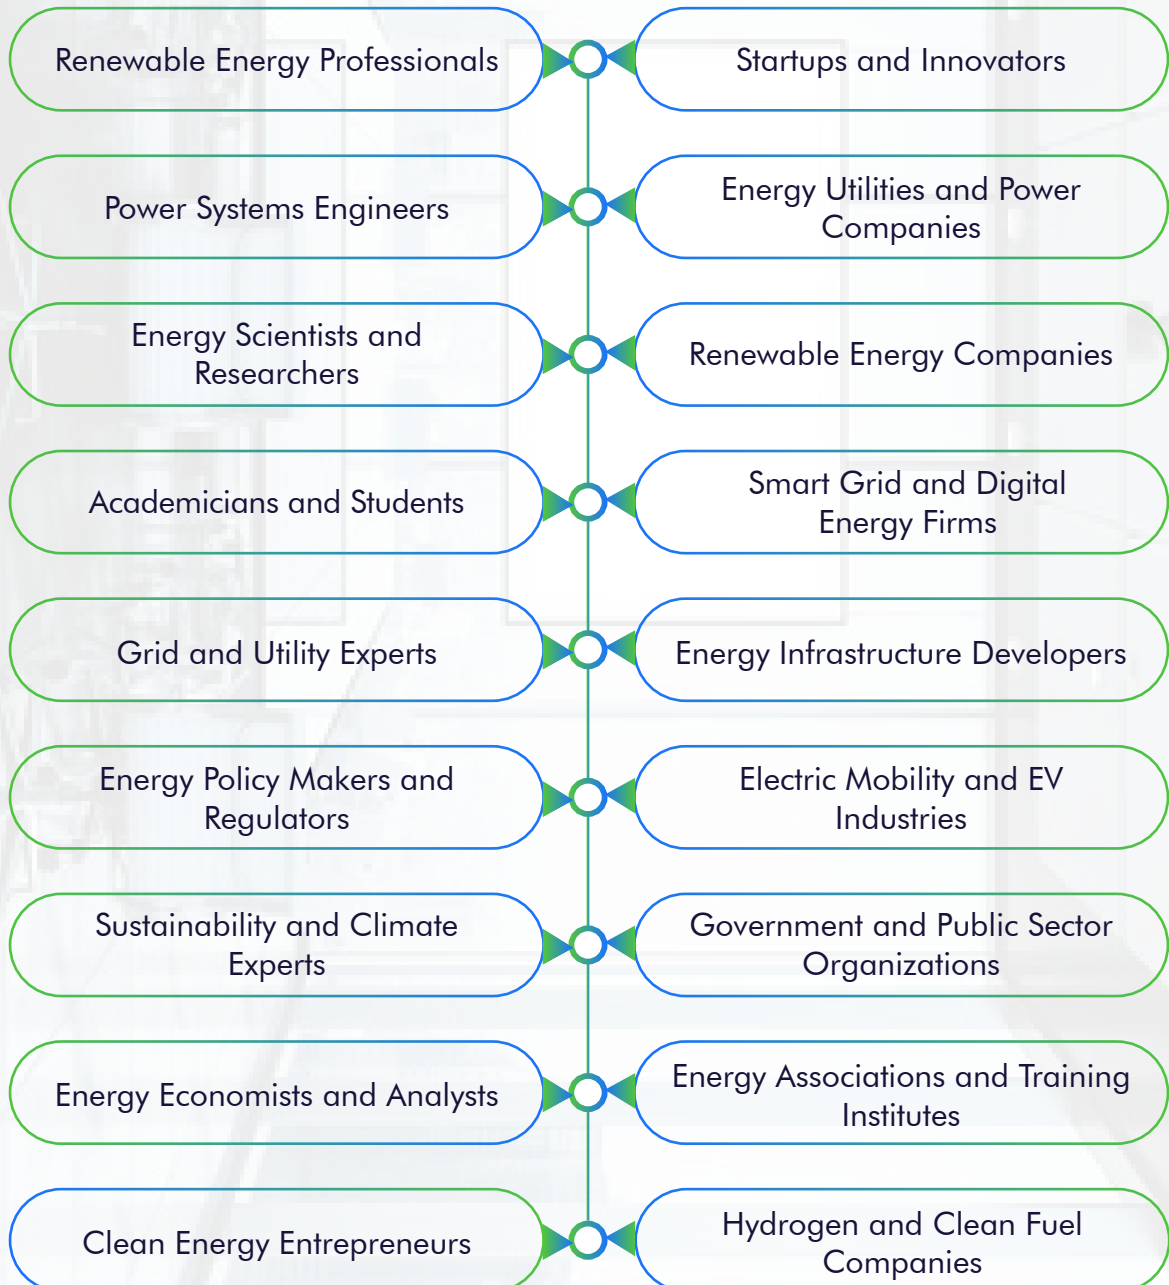 Renewable Energy Professionals
Startups and Innovators
Power Systems Engineers
Energy Utilities and Power
Companies
Energy Scientists and
Researchers
Renewable Energy Companies
Academicians and Students
Smart Grid and Digital
Energy Firms
Grid and Utility Experts
Energy Infrastructure Developers
Energy Policy Makers and
Regulators
Electric Mobility and EV
Industries
Sustainability and Climate
Experts
Government and Public Sector
Organizations
Energy Economists and Analysts
Energy Associations and Training
Institutes
Clean Energy Entrepreneurs
Hydrogen and Clean Fuel
Companies